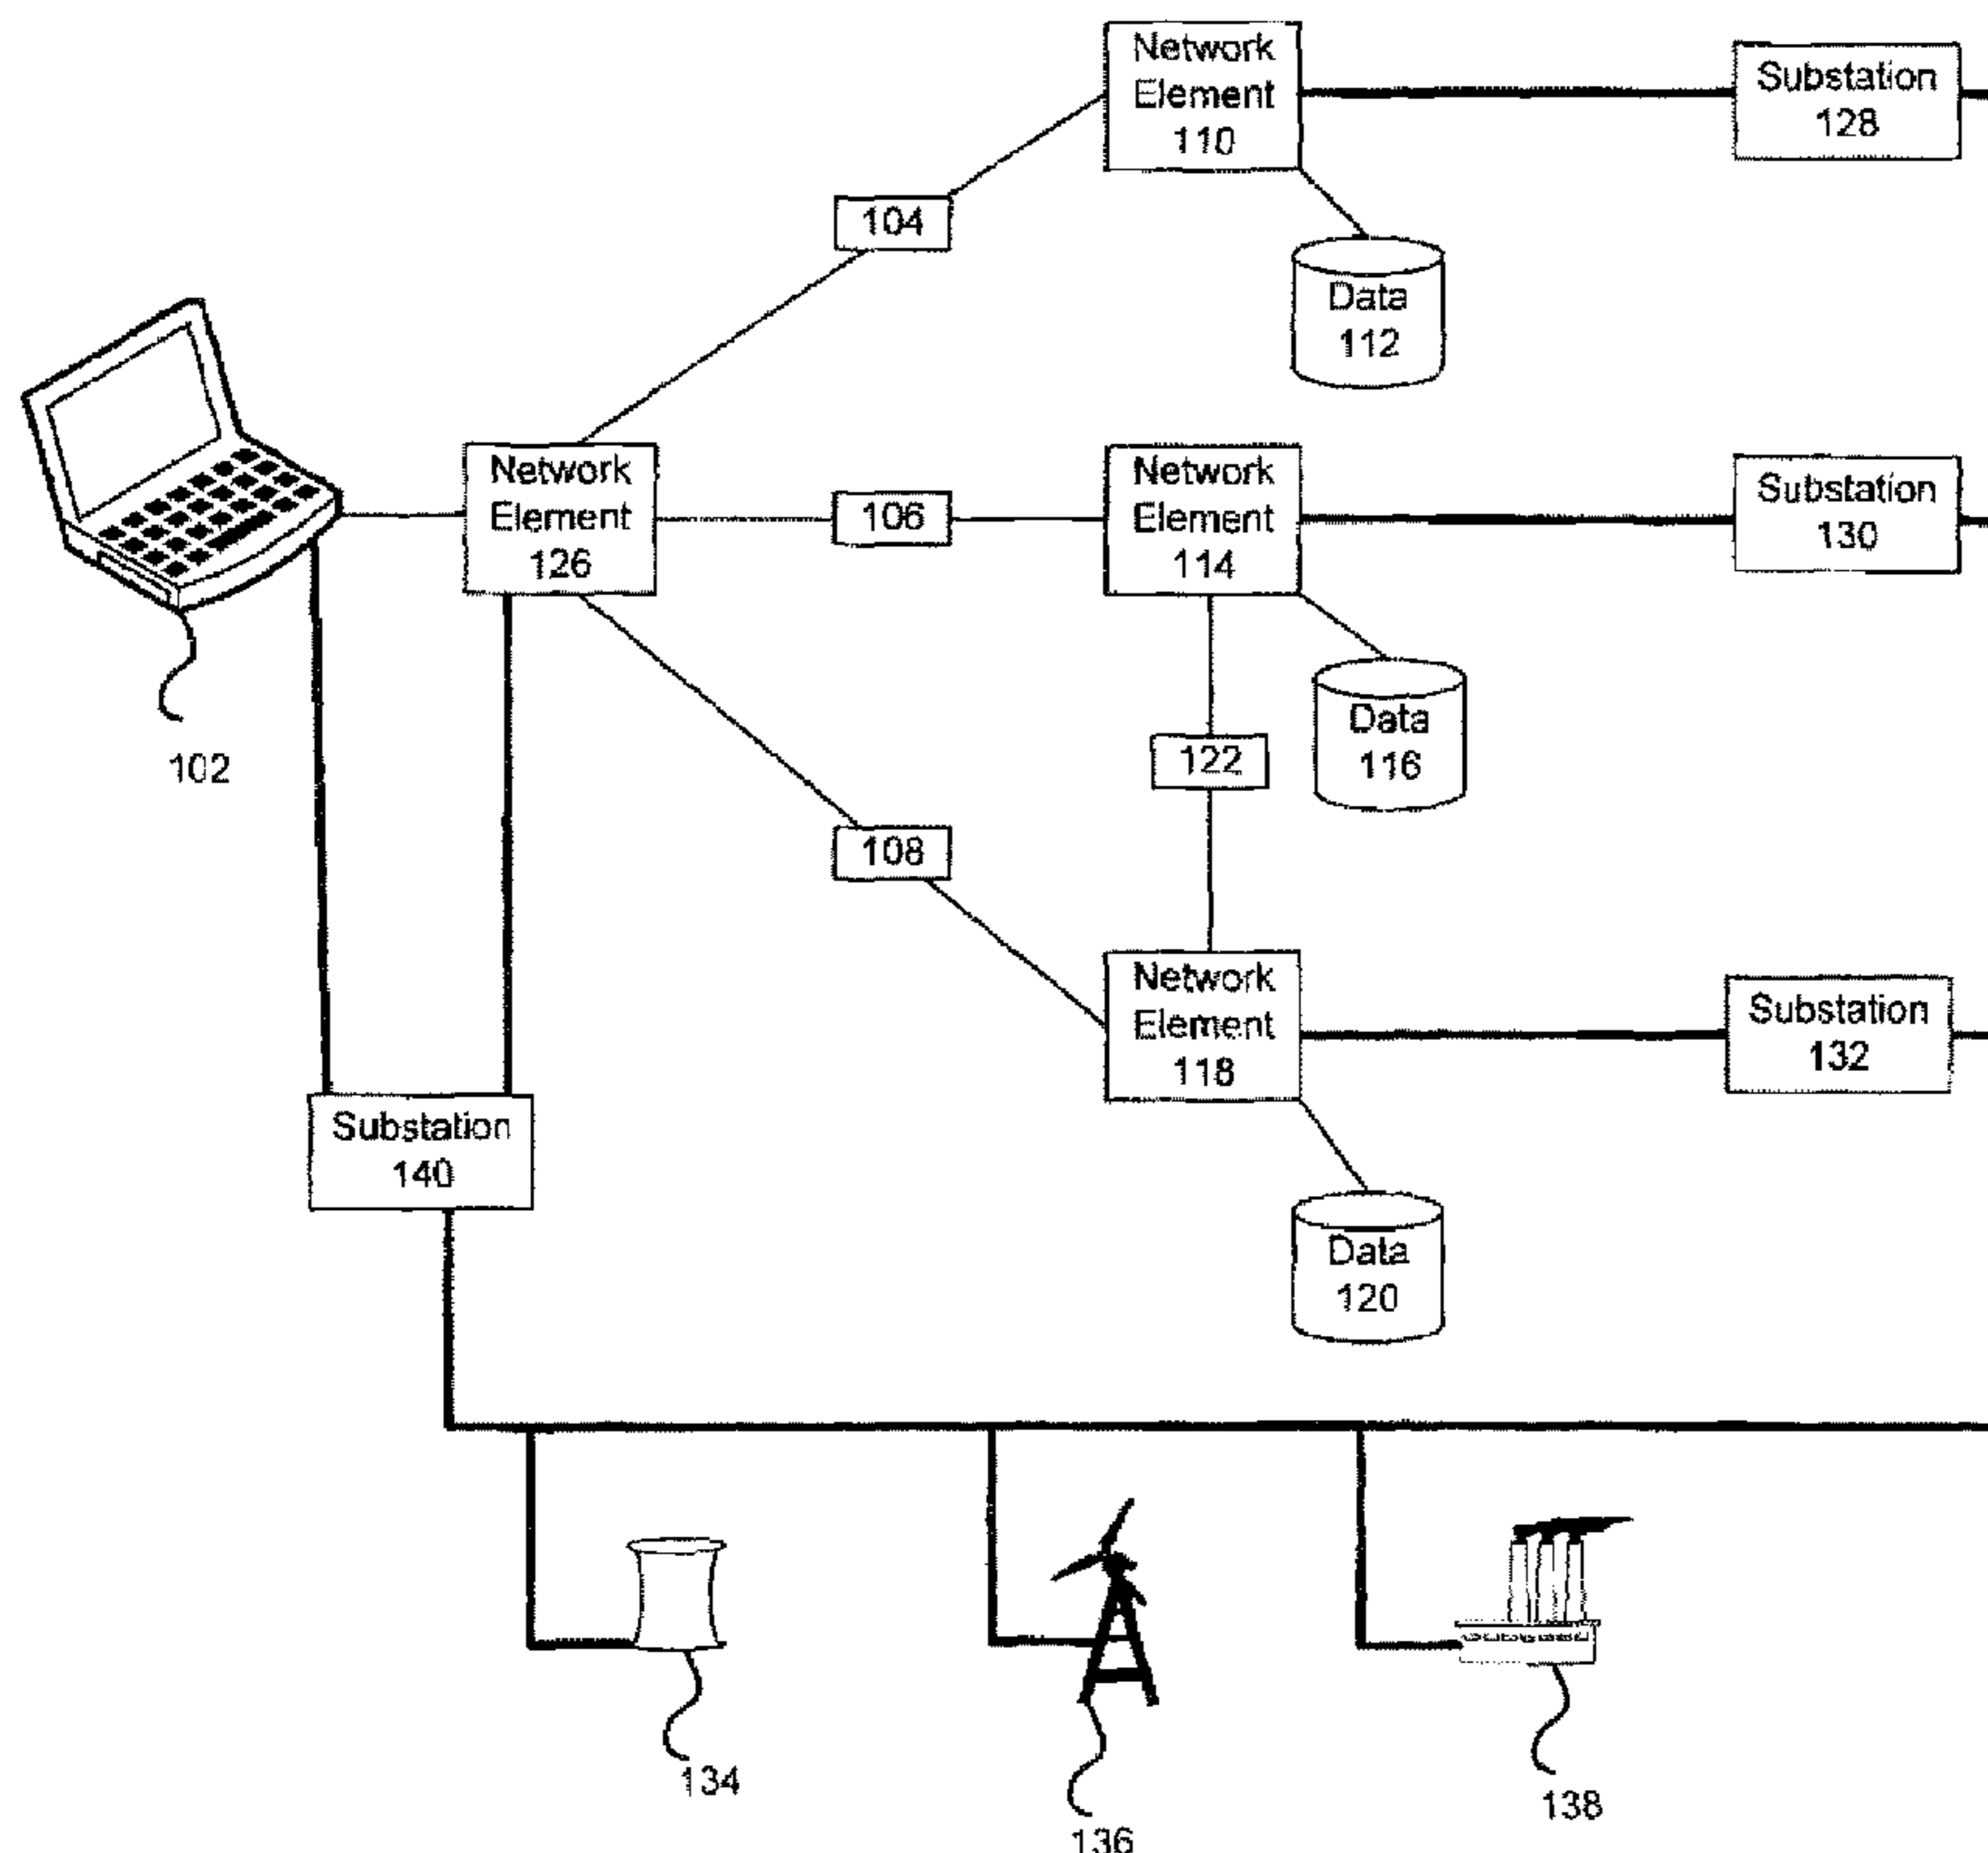 Network
Element
110
Substation
128
104
Data
112
Network
Element
126
106
Network
Element
114
Substation
130
102
122
Data
116
108
Network
Element
118
Substation
132
Substation
140
Data
120
134
136
138